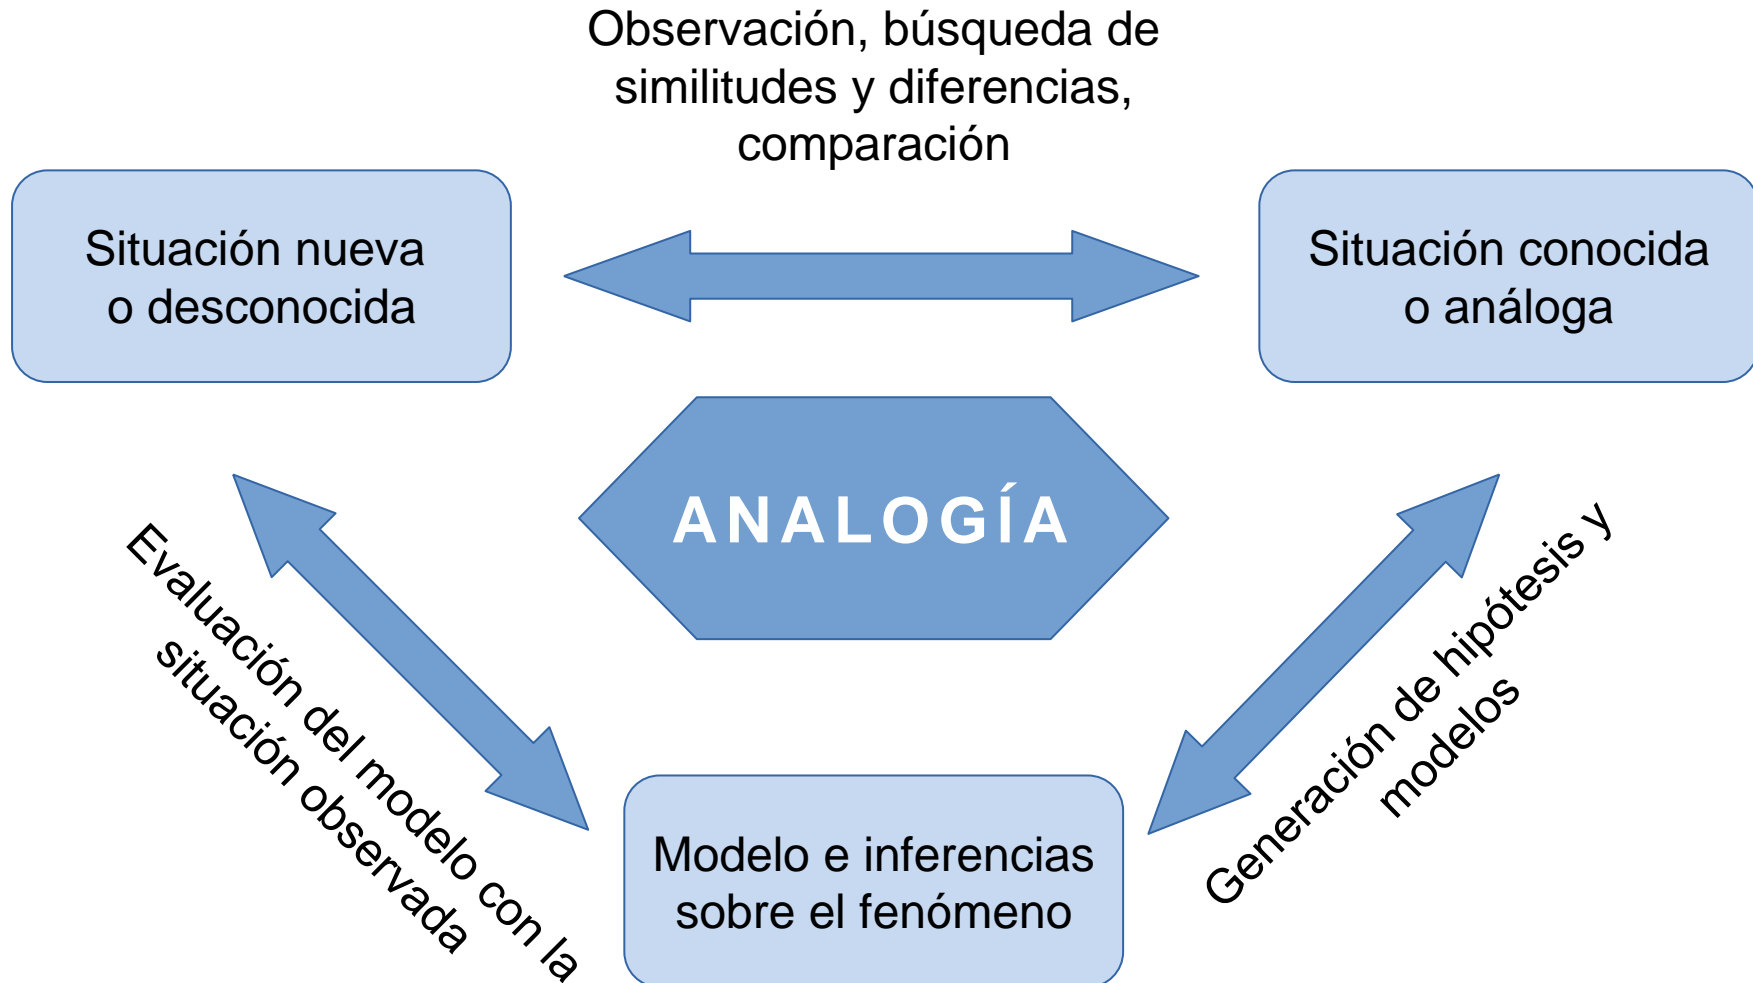 Observación, búsqueda de
similitudes y diferencias,
comparación
Situación nueva
o desconocida
Situación conocida
o análoga
ANALOGÍA
Evaluación del modelo con la
situación observada
Generación de hipótesis y
modelos
Modelo e inferencias
sobre el fenómeno